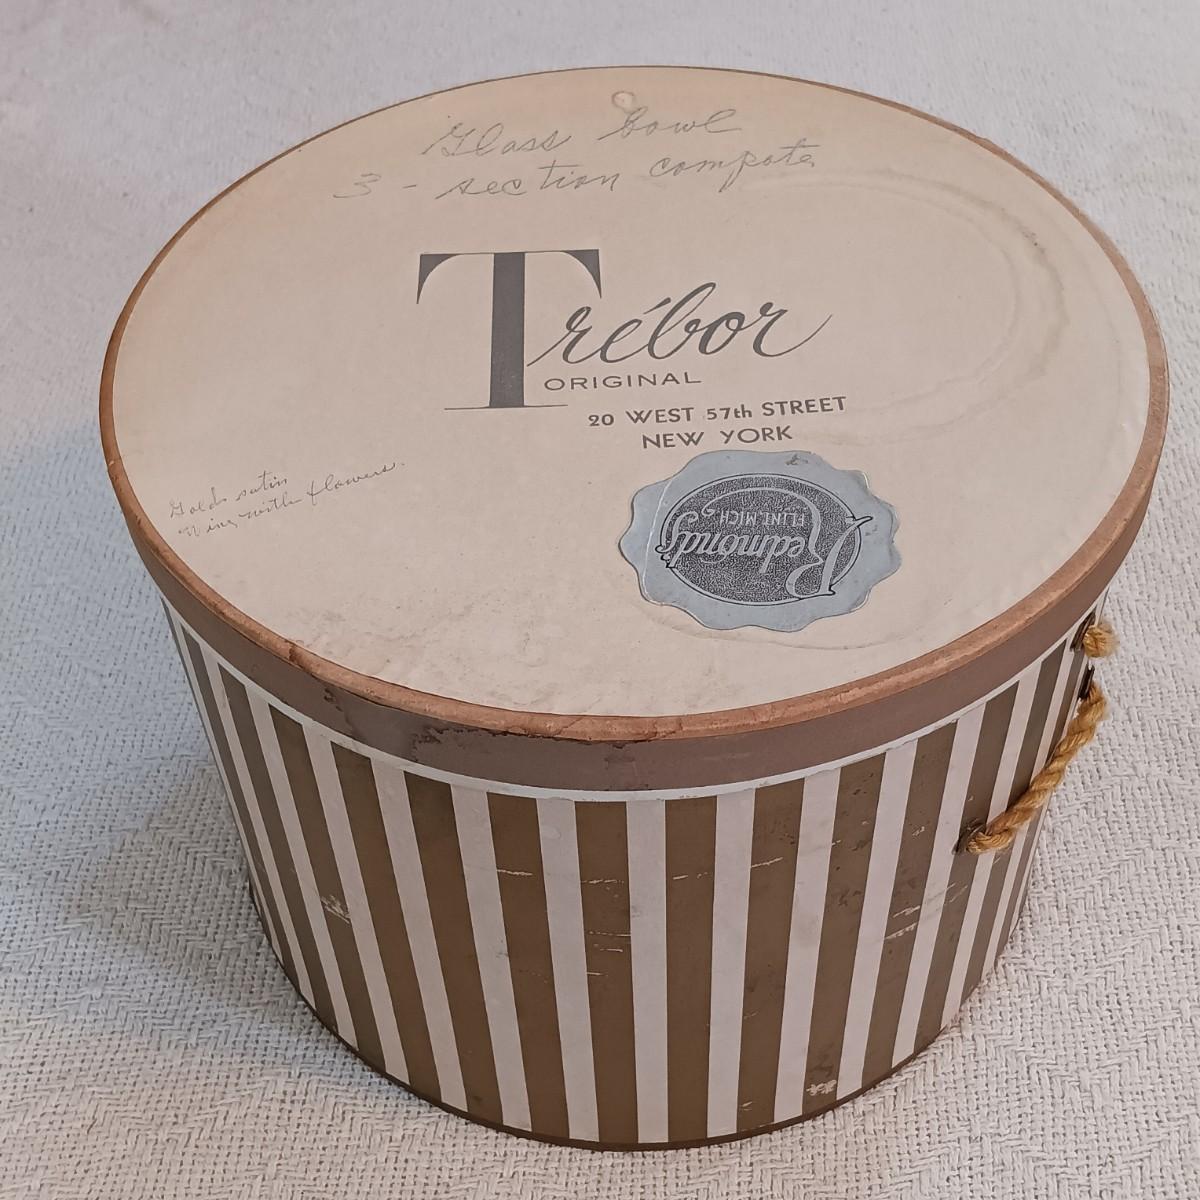 Glass bowl
3 - section compote
Trébor
ORIGINAL
20 WEST 57th STREET
NEW YORK
Gold satin
with flowers.
Redmond's
FLINT, MICH